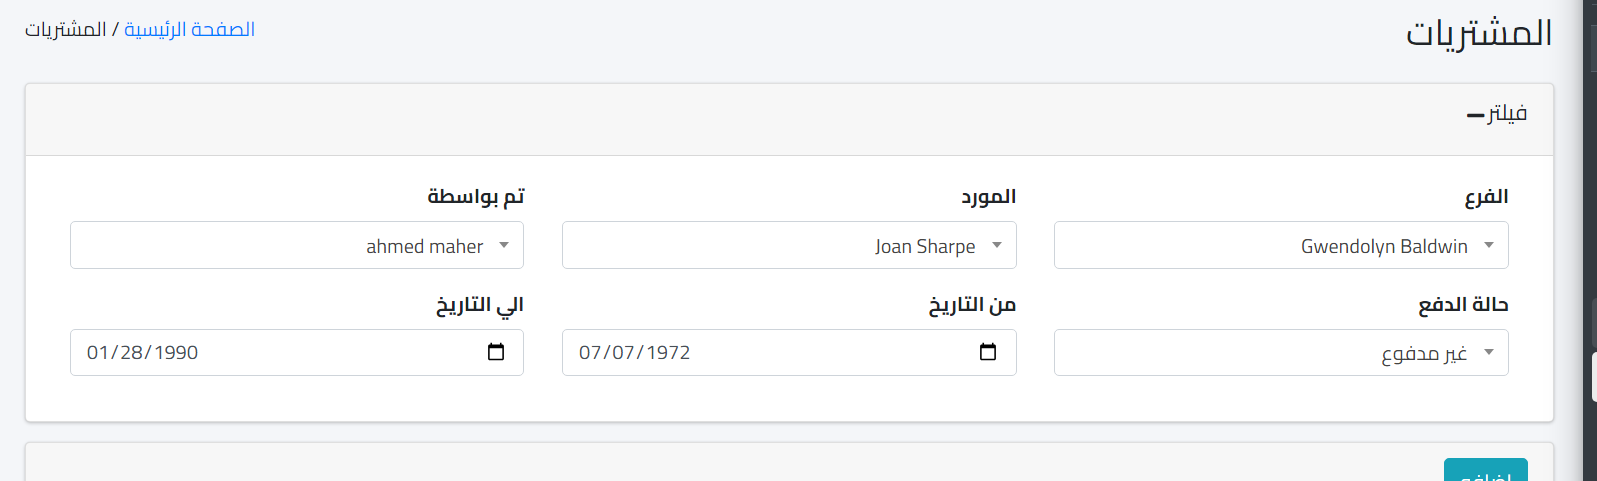 المشتريات
الصفحة الرئيسية / المشتريات
فيلتر
الفرع
المورد
تم بواسطة
Gwendolyn Baldwin
Joan Sharpe
ahmed maher
حالة الدفع
من التاريخ
الي التاريخ
غير مدفوع
07/07/1972
01/28/1990